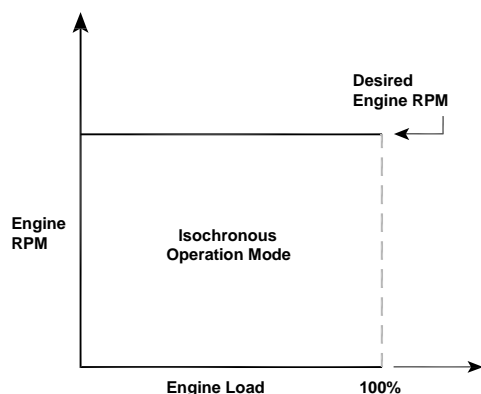 Desired
Engine RPM
Engine
RPM
Isochronous
Operation Mode
Engine Load
100%